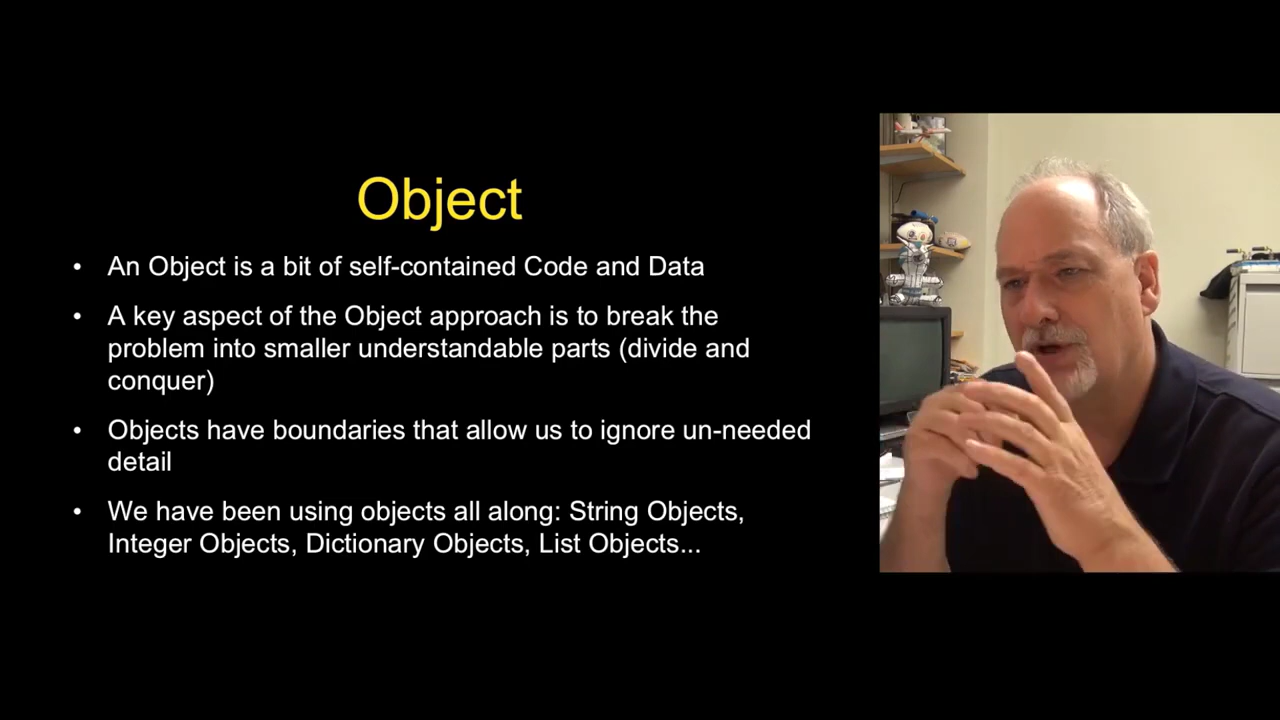 Object
• An Object is a bit of self-contained Code and Data
• A key aspect of the Object approach is to break the
problem into smaller understandable parts (divide and
conquer)
• Objects have boundaries that allow us to ignore un-needed
detail
• We have been using objects all along: String Objects,
Integer Objects, Dictionary Objects, List Objects...